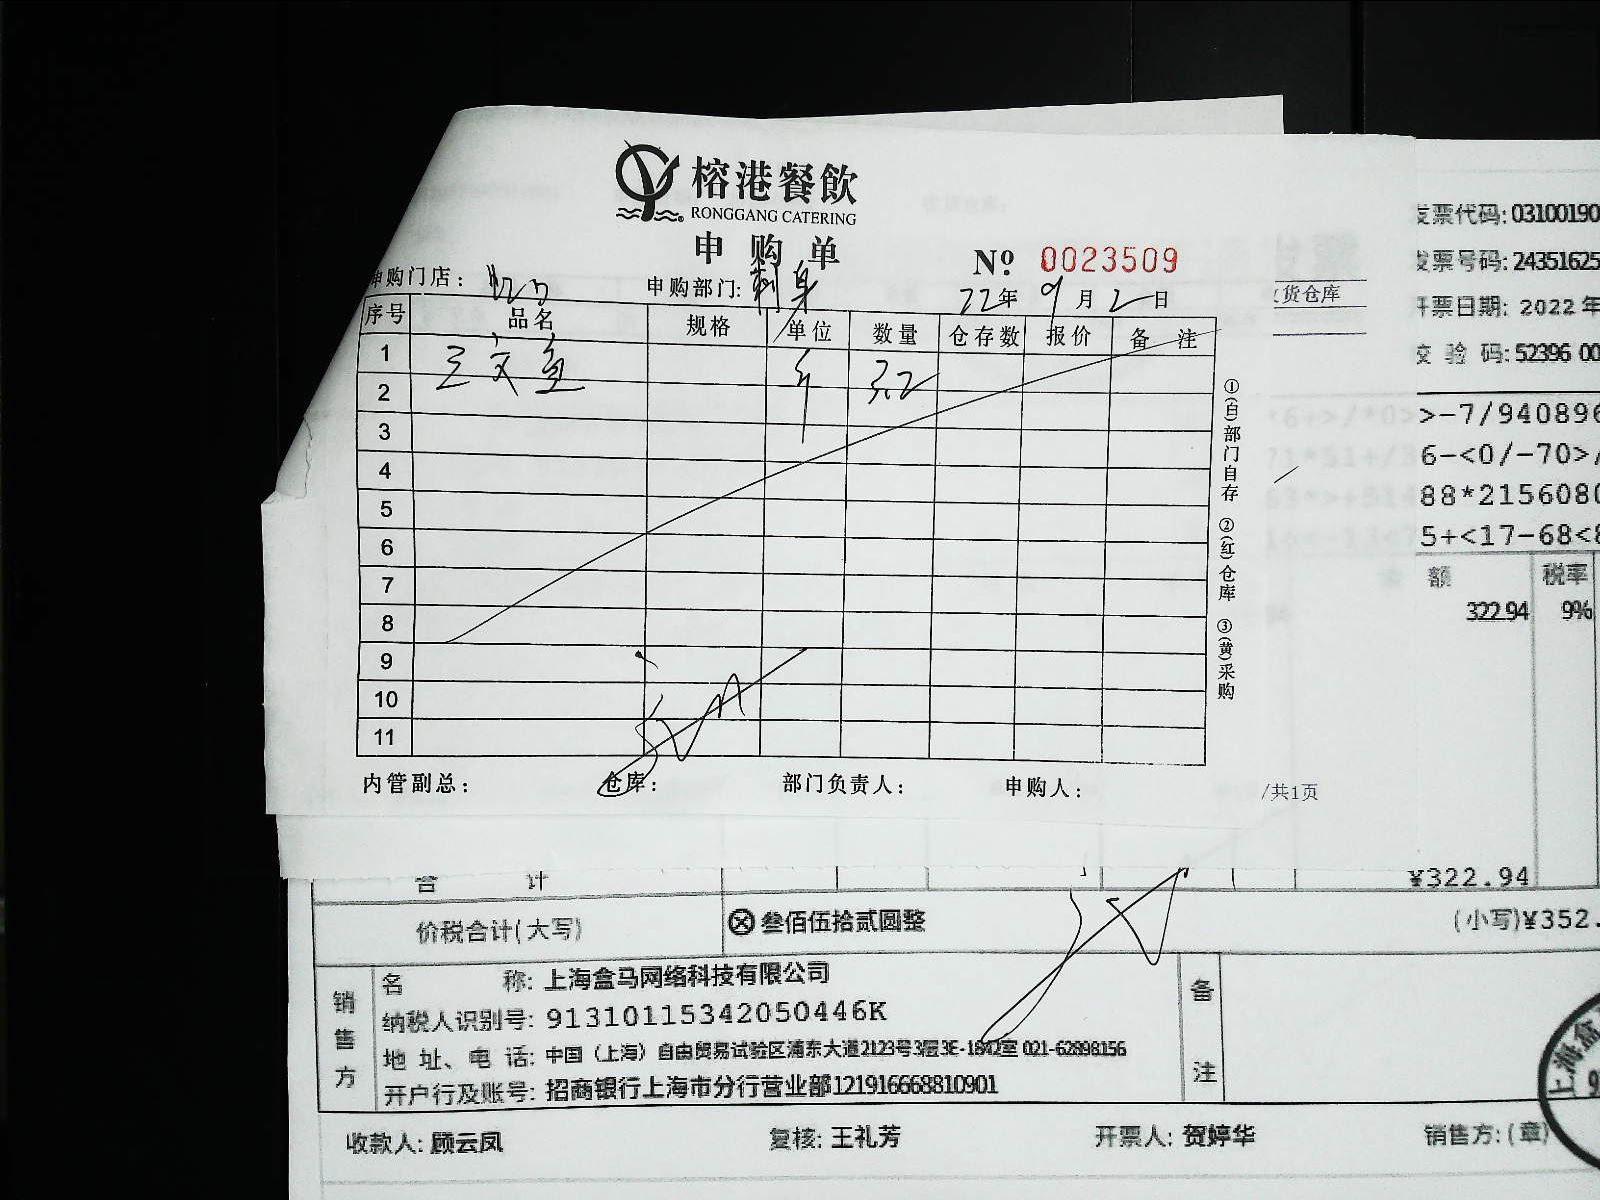 榕港餐飲
RONGGANG CATERING
申购单
№ 0023509
申购门店:
申购部门: 刺身
22年 9月 2日
序号 品名 规格 单位 数量 仓存数 报价 备注
1 三文鱼 斤
2
3
4
5
6
7
8
9
10
11
①(白)部门自存 ②(红)仓库 ③(黄)采购
内管副总: 仓库: 部门负责人: 申购人:
货仓库
/共1页
发票代码: 03100190
发票号码: 24351625
开票日期: 2022 年
校 验 码: 52396 00
>-7/940896
6-<0/-70>/
88*2156080
5+<17-68<8
额 税率
322.94 9%
合 计 ¥322.94
价税合计(大写) ⊗ 叁佰伍拾贰圆整 (小写)¥352.
销售方
名 称: 上海盒马网络科技有限公司
纳税人识别号: 91310115342050446K
地 址、电 话: 中国（上海）自由贸易试验区浦东大道2123号3层3E-1842室 021-62898156
开户行及账号: 招商银行上海市分行营业部121916668810901
备注
收款人: 顾云凤 复核: 王礼芳 开票人: 贺婷华 销售方: (章)
上海盒